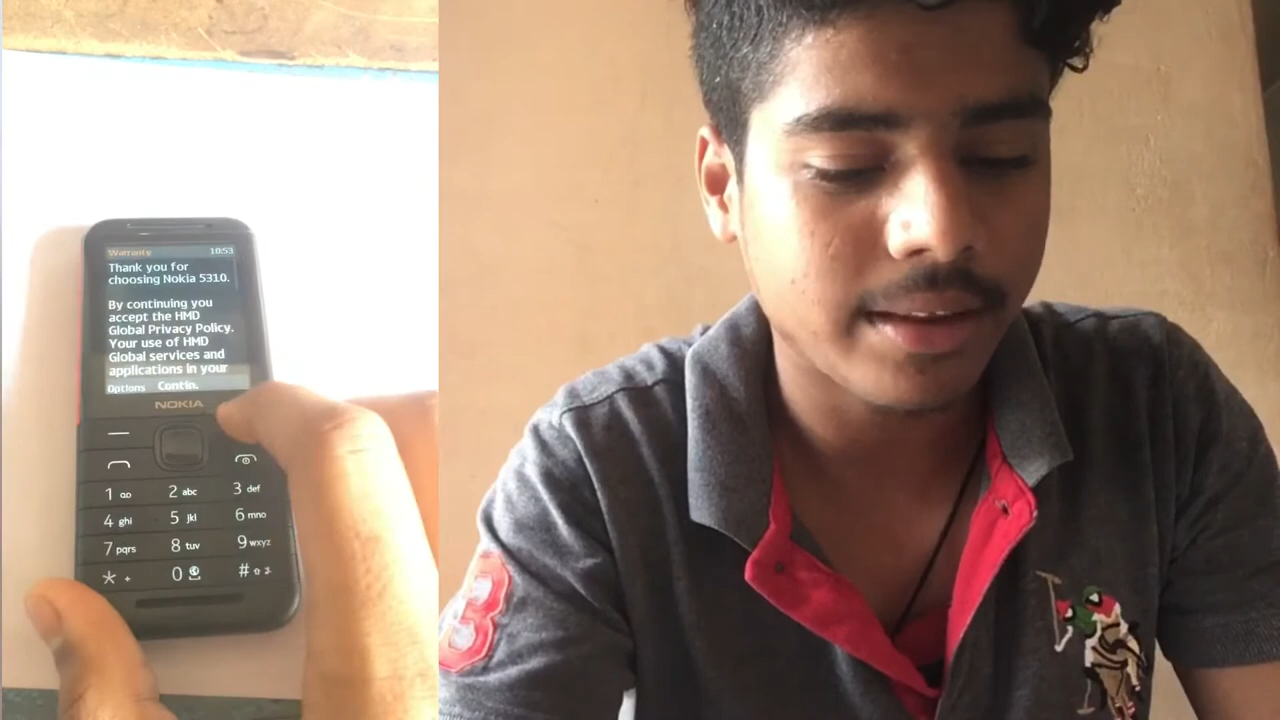 Warranty 10:53
Thank you for
choosing Nokia 5310.
By continuing you
accept the HMD
Global Privacy Policy.
Your use of HMD
Global services and
applications in your
Options Contin.
NOKIA
1 2 abc 3 def
4 ghi 5 jkl 6 mno
7 pqrs 8 tuv 9 wxyz
* + 0 #
3